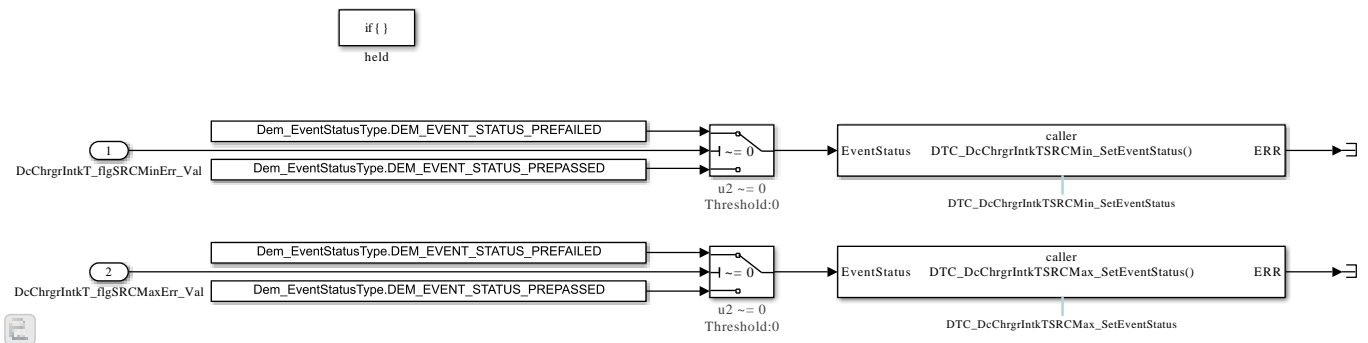 if { }
held
Dem_EventStatusType.DEM_EVENT_STATUS_PREFAILED
1
DcChrgrIntkT_flgSRCMinErr_Val
Dem_EventStatusType.DEM_EVENT_STATUS_PREPASSED
~= 0
u2 ~= 0
Threshold:0
EventStatus
caller
DTC_DcChrgrIntkTSRCMin_SetEventStatus()
ERR
DTC_DcChrgrIntkTSRCMin_SetEventStatus
Dem_EventStatusType.DEM_EVENT_STATUS_PREFAILED
2
DcChrgrIntkT_flgSRCMaxErr_Val
Dem_EventStatusType.DEM_EVENT_STATUS_PREPASSED
~= 0
u2 ~= 0
Threshold:0
EventStatus
caller
DTC_DcChrgrIntkTSRCMax_SetEventStatus()
ERR
DTC_DcChrgrIntkTSRCMax_SetEventStatus